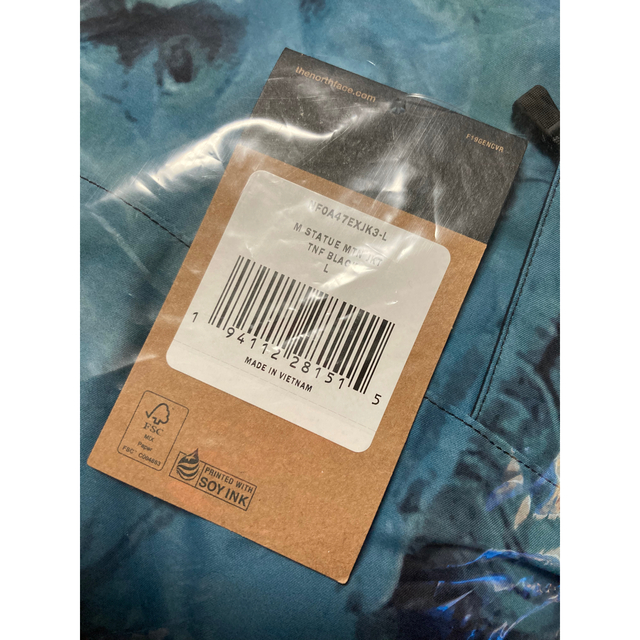 thenorthface.com
F19GENCVR
NF0A47EXJK3-L
M STATUE MTN JKT
TNF BLAC
L
1 94112 28151 5
MADE IN VIETNAM
FSC
MIX
Paper
PRINTED WITH
SOY INK